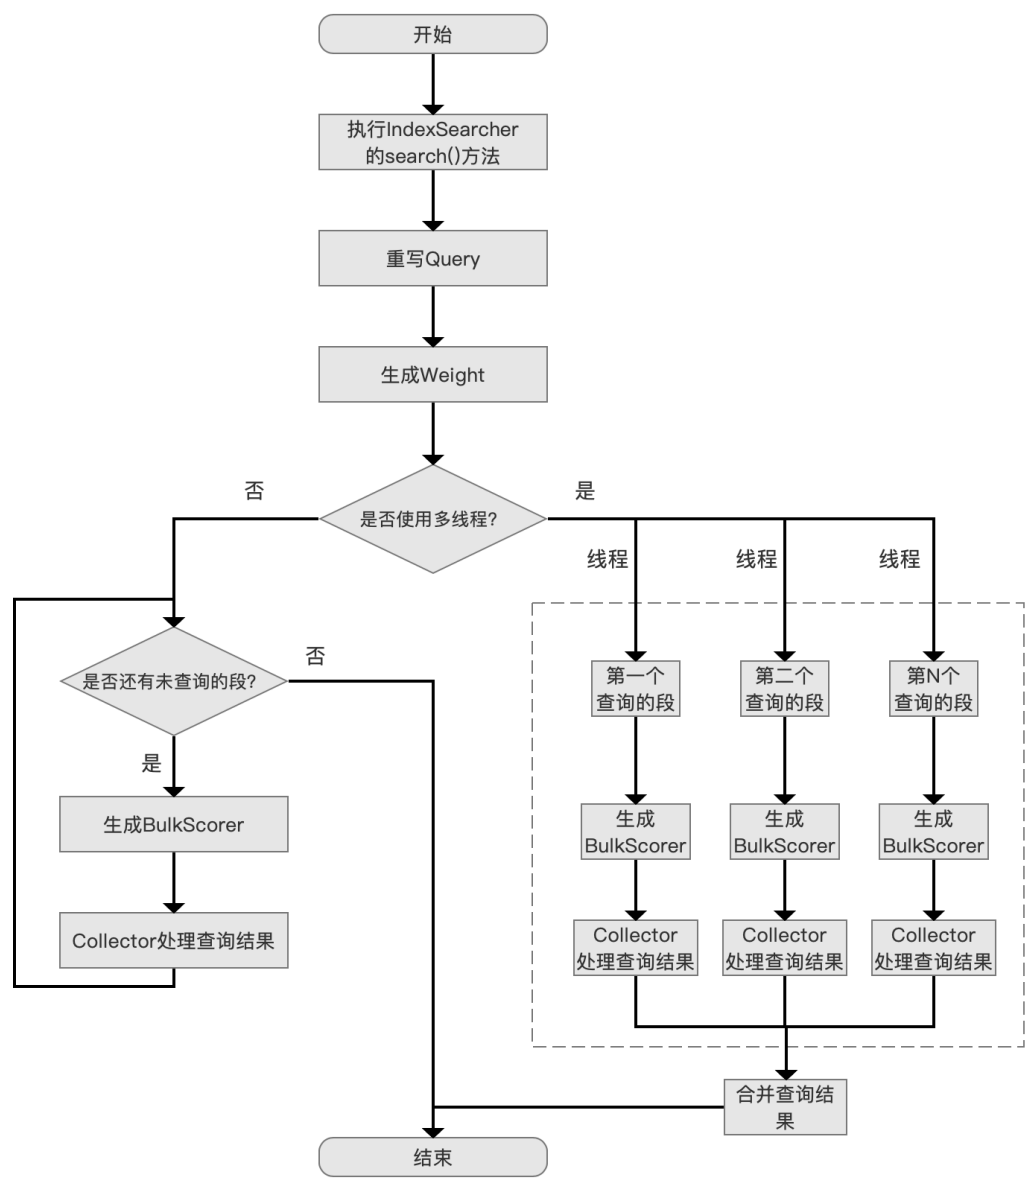 开始
执行IndexSearcher
的search()方法
重写Query
生成Weight
否
是
是否使用多线程?
线程
线程
线程
否
是否还有未查询的段?
第一个
查询的段
第二个
查询的段
第N个
查询的段
是
生成BulkScorer
生成
BulkScorer
生成
BulkScorer
生成
BulkScorer
Collector处理查询结果
Collector
处理查询结果
Collector
处理查询结果
Collector
处理查询结果
合并查询结
果
结束